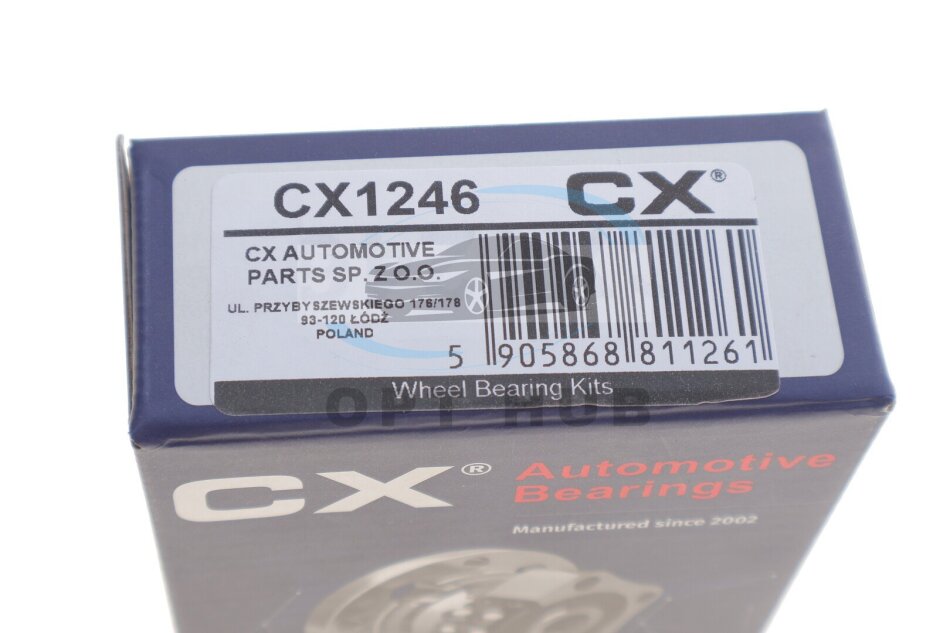 CX1246 CX®
CX AUTOMOTIVE
PARTS SP. Z O.O.
UL. PRZYBYSZEWSKIEGO 176/178
93-120 ŁÓDŹ
POLAND
5 905868 811261
Wheel Bearing Kits
OPT HUB
CX® Automotive
Bearings
Manufactured since 2002